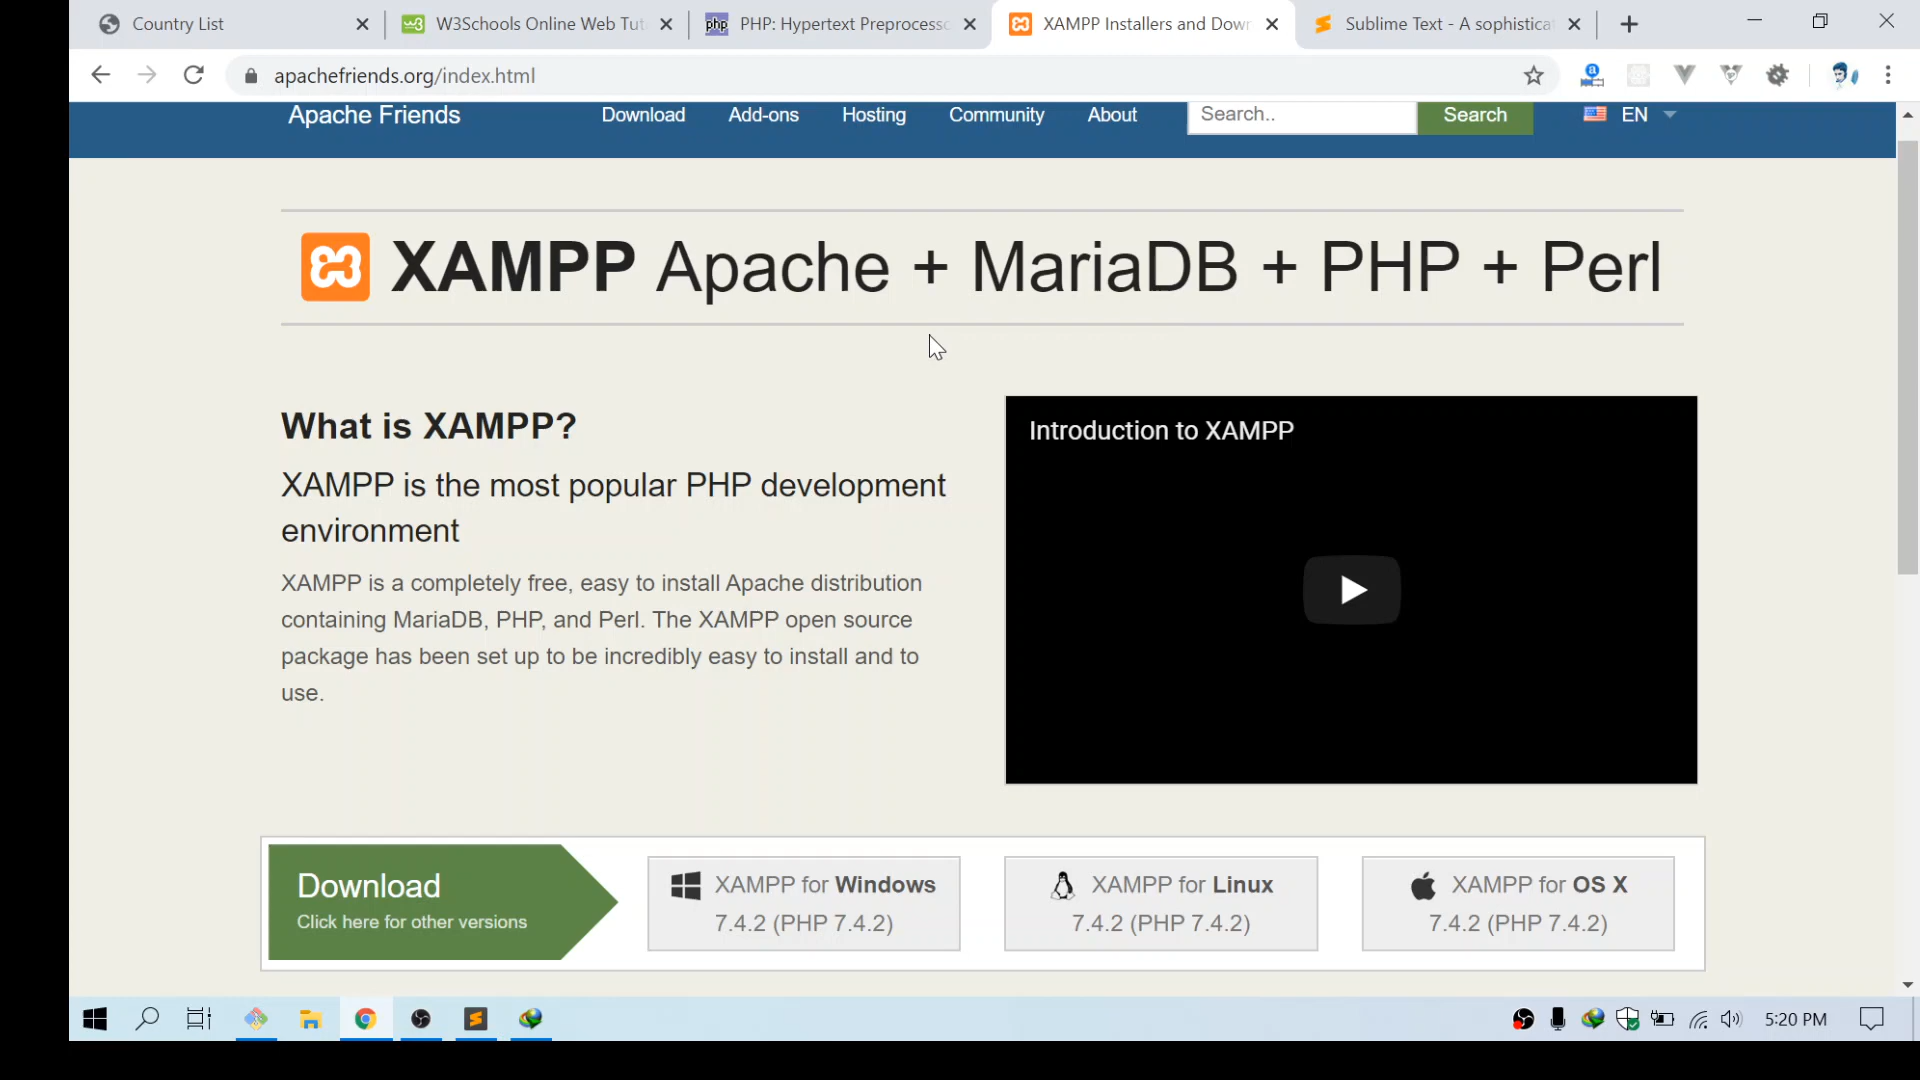 Country List
W3Schools Online Web Tut
php
PHP: Hypertext Preprocesso
XAMPP Installers and Down
Sublime Text - A sophistica
apachefriends.org/index.html
Apache Friends
Download
Add-ons
Hosting
Community
About
Search..
Search
EN
XAMPP Apache + MariaDB + PHP + Perl
What is XAMPP?
XAMPP is the most popular PHP development
environment
XAMPP is a completely free, easy to install Apache distribution
containing MariaDB, PHP, and Perl. The XAMPP open source
package has been set up to be incredibly easy to install and to
use.
Introduction to XAMPP
Download
Click here for other versions
XAMPP for Windows
7.4.2 (PHP 7.4.2)
XAMPP for Linux
7.4.2 (PHP 7.4.2)
XAMPP for OS X
7.4.2 (PHP 7.4.2)
5:20 PM